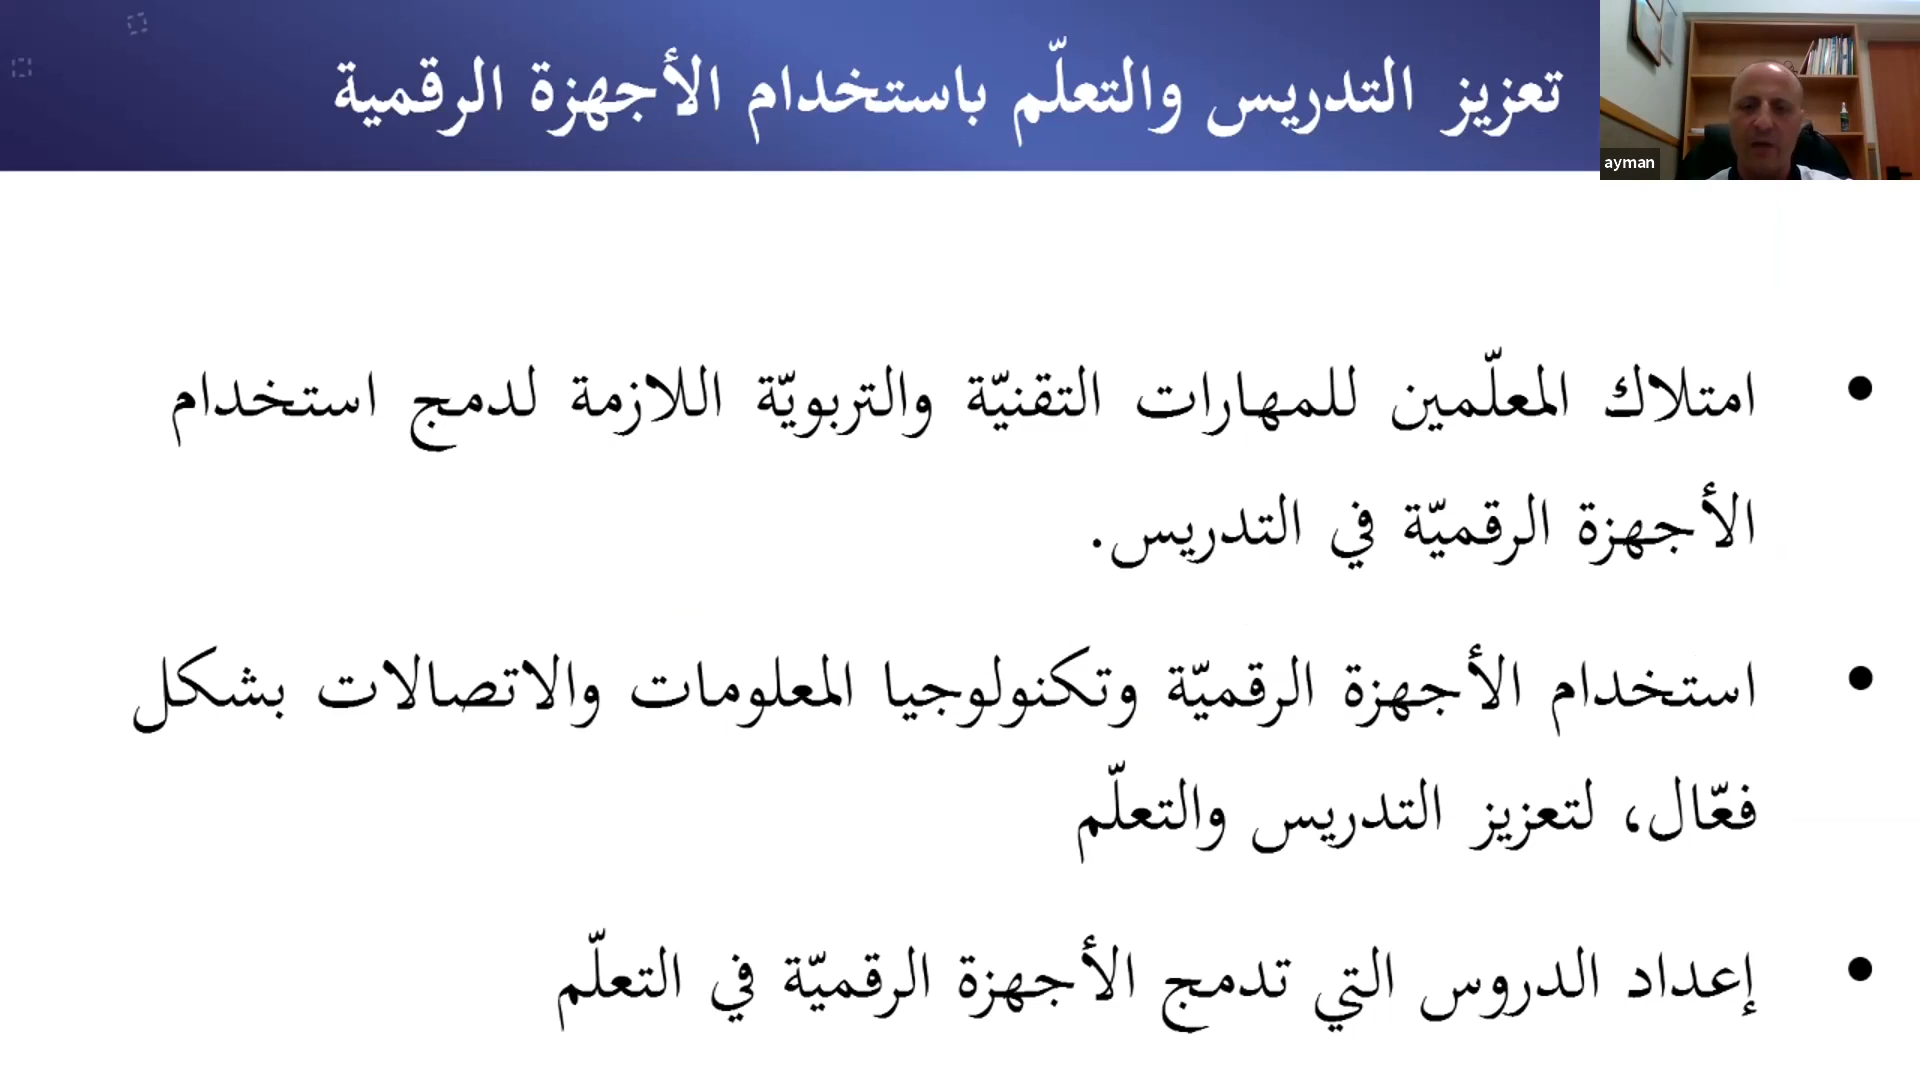 تعزيز التدريس والتعلّم باستخدام الأجهزة الرقمية
ayman
• امتلاك المعلّمين للمهارات التقنيّة والتربويّة اللازمة لدمج استخدام
الأجهزة الرقميّة في التدريس.
• استخدام الأجهزة الرقميّة وتكنولوجيا المعلومات والاتصالات بشكل
فعّال، لتعزيز التدريس والتعلّم
• إعداد الدروس التي تدمج الأجهزة الرقميّة في التعلّم